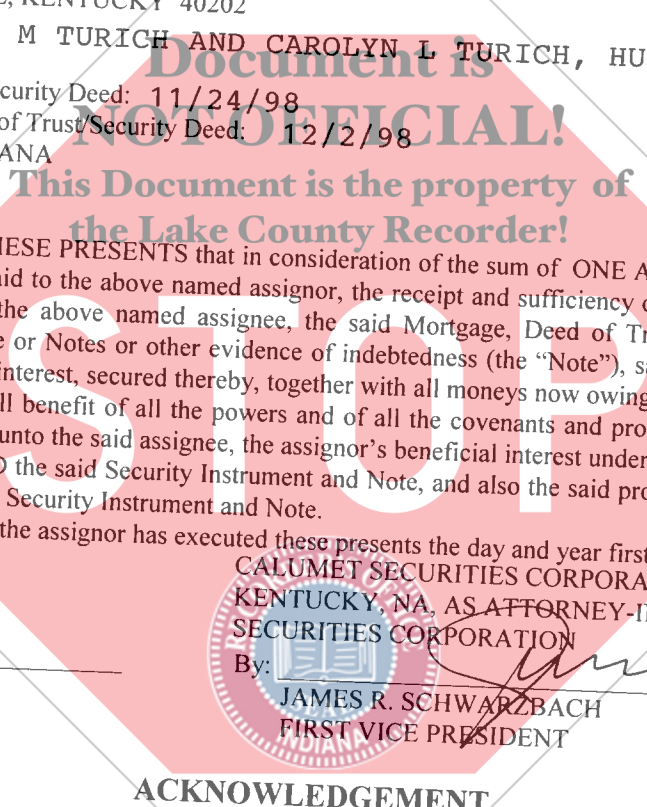 , KENTUCKY 40202
M TURICH AND CAROLYN L TURICH, HU
Document is
curity Deed: 11/24/98
NOT OFFICIAL!
of Trust/Security Deed: 12/2/98
ANA
This Document is the property of
the Lake County Recorder!
HESE PRESENTS that in consideration of the sum of ONE A
aid to the above named assignor, the receipt and sufficiency o
the above named assignee, the said Mortgage, Deed of Tr
e or Notes or other evidence of indebtedness (the “Note”), sa
interest, secured thereby, together with all moneys now owing
ll benefit of all the powers and of all the covenants and pro
unto the said assignee, the assignor’s beneficial interest under
O the said Security Instrument and Note, and also the said pro
Security Instrument and Note.
STOP
the assignor has executed these presents the day and year first
CALUMET SECURITIES CORPORA
KENTUCKY, NA, AS ATTORNEY-I
SECURITIES CORPORATION
By:
JAMES R. SCHWARZBACH
FIRST VICE PRESIDENT
RECORDER'S OFFICE
SEAL
INDIANA
ACKNOWLEDGEMENT